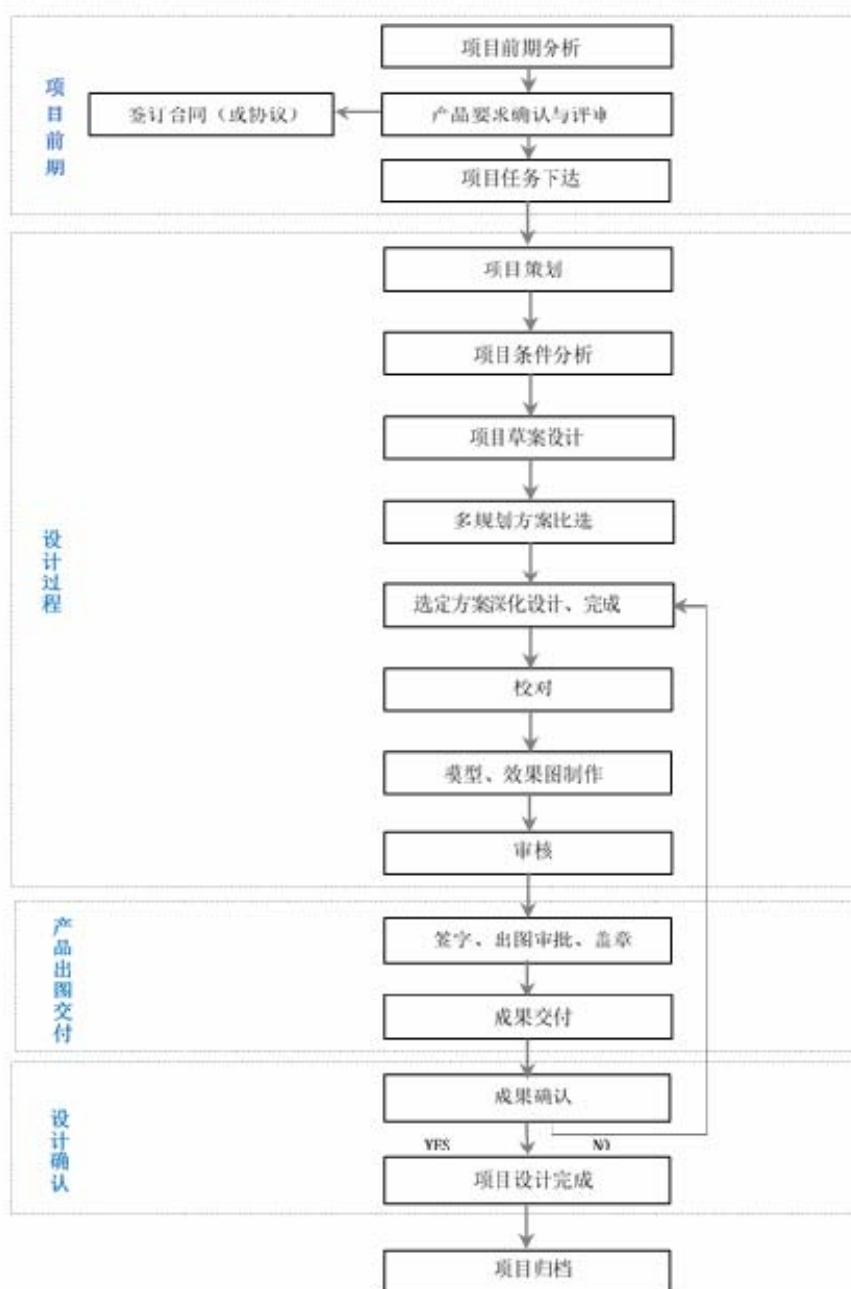 项目前期
项目前期分析
签订合同（或协议）
产品要求确认与评审
项目任务下达
设计过程
项目策划
项目条件分析
项目草案设计
多规划方案比选
选定方案深化设计、完成
校对
模型、效果图制作
审核
产品出图交付
签字、出图审批、盖章
成果交付
设计确认
成果确认
YES
NO
项目设计完成
项目归档